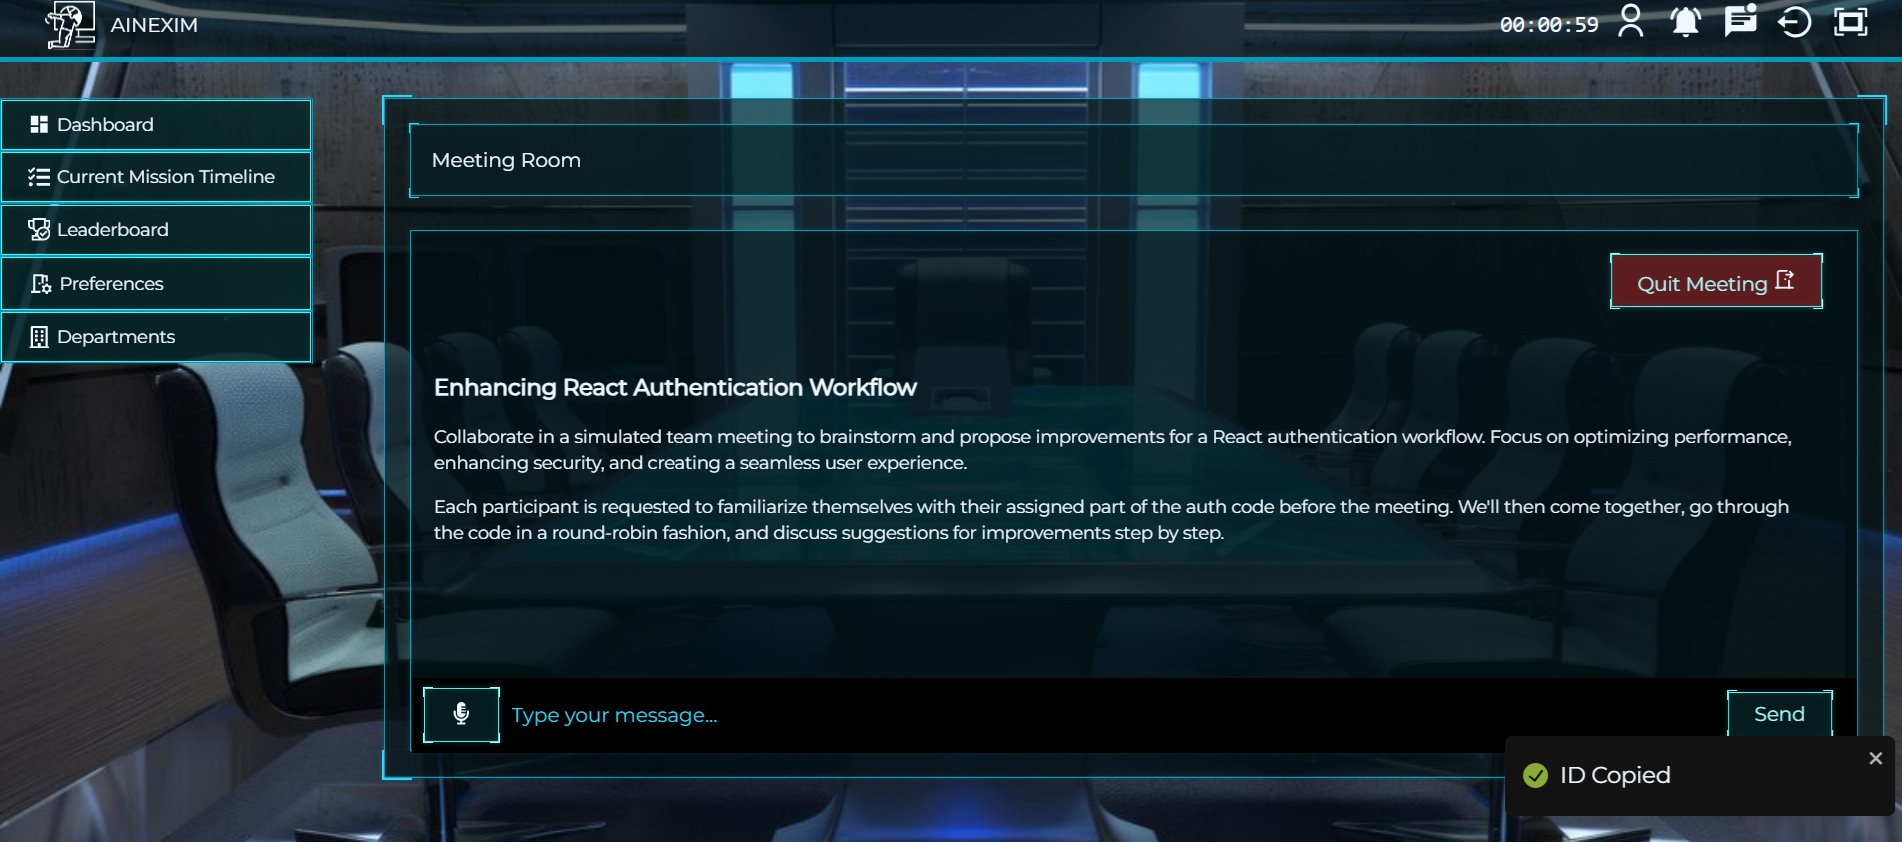 AINEXIM
00:00:59
Dashboard
Current Mission Timeline
Leaderboard
Preferences
Departments
Meeting Room
Quit Meeting
Enhancing React Authentication Workflow
Collaborate in a simulated team meeting to brainstorm and propose improvements for a React authentication workflow. Focus on optimizing performance,
enhancing security, and creating a seamless user experience.
Each participant is requested to familiarize themselves with their assigned part of the auth code before the meeting. We'll then come together, go through
the code in a round-robin fashion, and discuss suggestions for improvements step by step.
Type your message...
Send
ID Copied